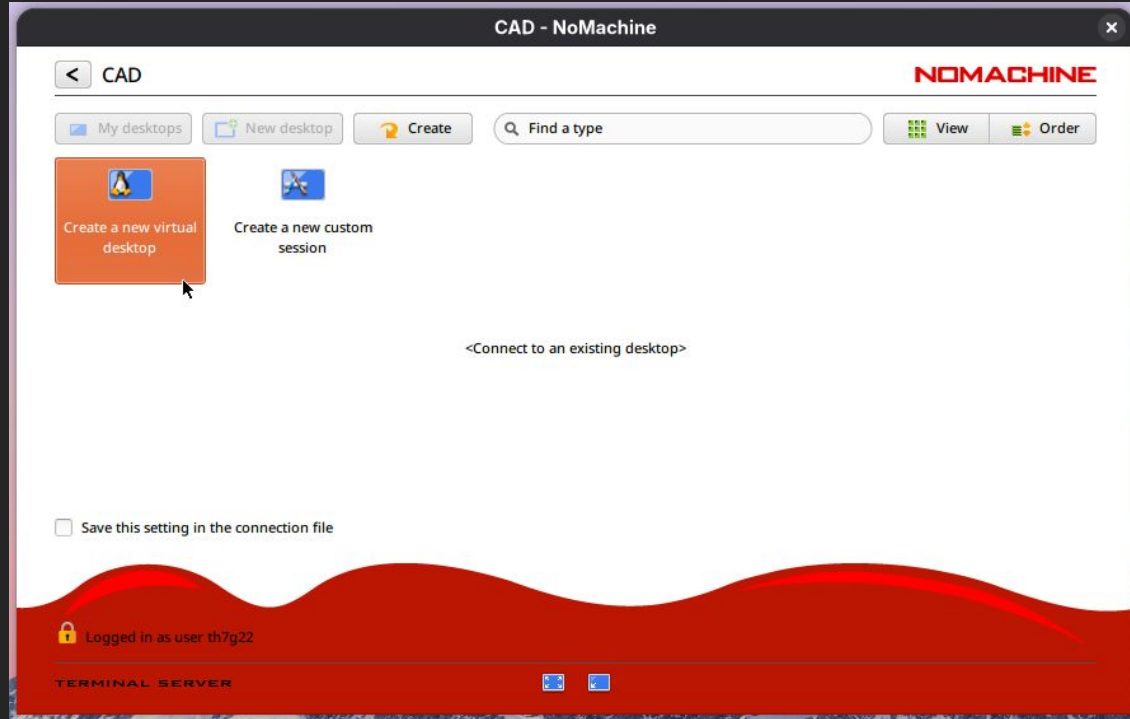 CAD - NoMachine
CAD
NOMACHINE
My desktops
New desktop
Create
Find a type
View
Order
Create a new virtual
desktop
Create a new custom
session
<Connect to an existing desktop>
Save this setting in the connection file
Logged in as user th7g22
TERMINAL SERVER